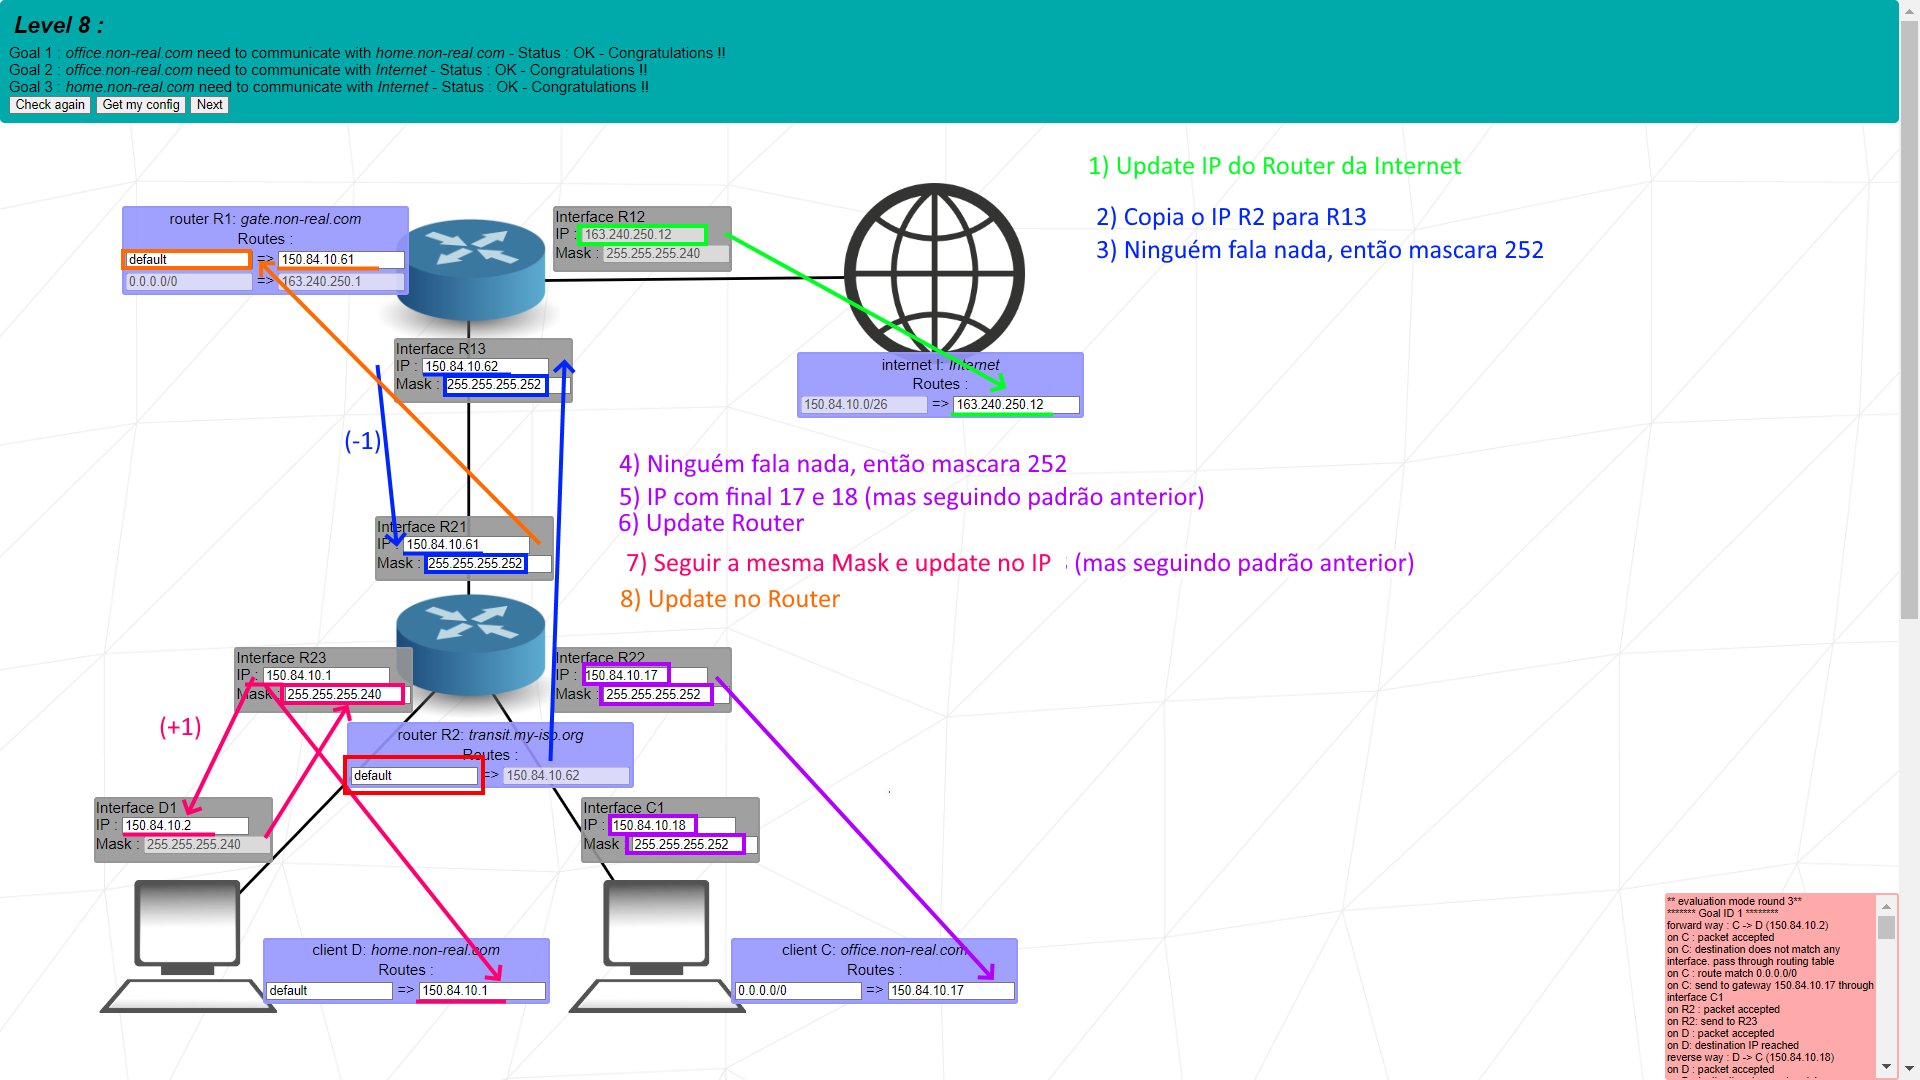 Level 8 :
Goal 1 : office.non-real.com need to communicate with home.non-real.com - Status : OK - Congratulations !!
Goal 2 : office.non-real.com need to communicate with Internet - Status : OK - Congratulations !!
Goal 3 : home.non-real.com need to communicate with Internet - Status : OK - Congratulations !!
Check again Get my config Next
1) Update IP do Router da Internet
2) Copia o IP R2 para R13
3) Ninguém fala nada, então mascara 252
router R1: gate.non-real.com
Routes :
default => 150.84.10.61
0.0.0.0/0 => 163.240.250.1
Interface R12
IP : 163.240.250.12
Mask : 255.255.255.240
Interface R13
IP : 150.84.10.62
Mask : 255.255.255.252
internet I: Internet
Routes :
150.84.10.0/26 => 163.240.250.12
(-1)
4) Ninguém fala nada, então mascara 252
5) IP com final 17 e 18 (mas seguindo padrão anterior)
6) Update Router
7) Seguir a mesma Mask e update no IP (mas seguindo padrão anterior)
8) Update no Router
Interface R21
IP : 150.84.10.61
Mask : 255.255.255.252
Interface R23
IP : 150.84.10.1
Mask : 255.255.255.240
Interface R22
IP : 150.84.10.17
Mask : 255.255.255.252
(+1)
router R2: transit.my-isp.org
Routes :
default => 150.84.10.62
Interface D1
IP : 150.84.10.2
Mask : 255.255.255.240
Interface C1
IP : 150.84.10.18
Mask 255.255.255.252
client D: home.non-real.com
Routes :
default => 150.84.10.1
client C: office.non-real.com
Routes :
0.0.0.0/0 => 150.84.10.17
** evaluation mode round 3**
******* Goal ID 1 ********
forward way : C -> D (150.84.10.2)
on C : packet accepted
on C: destination does not match any
interface. pass through routing table
on C : route match 0.0.0.0/0
on C: send to gateway 150.84.10.17 through
interface C1
on R2 : packet accepted
on R2: send to R23
on D : packet accepted
on D: destination IP reached
reverse way : D -> C (150.84.10.18)
on D : packet accepted